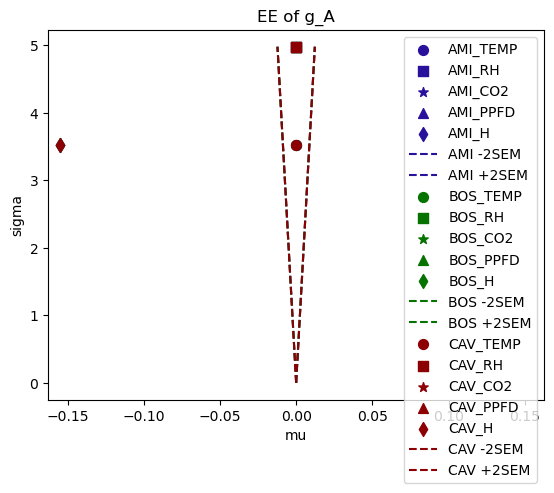 EE of g_A
sigma
5
4
3
2
1
0
−0.15
−0.10
−0.05
0.00
0.05
0.10
0.15
mu
AMI_TEMP
AMI_RH
AMI_CO2
AMI_PPFD
AMI_H
AMI -2SEM
AMI +2SEM
BOS_TEMP
BOS_RH
BOS_CO2
BOS_PPFD
BOS_H
BOS -2SEM
BOS +2SEM
CAV_TEMP
CAV_RH
CAV_CO2
CAV_PPFD
CAV_H
CAV -2SEM
CAV +2SEM